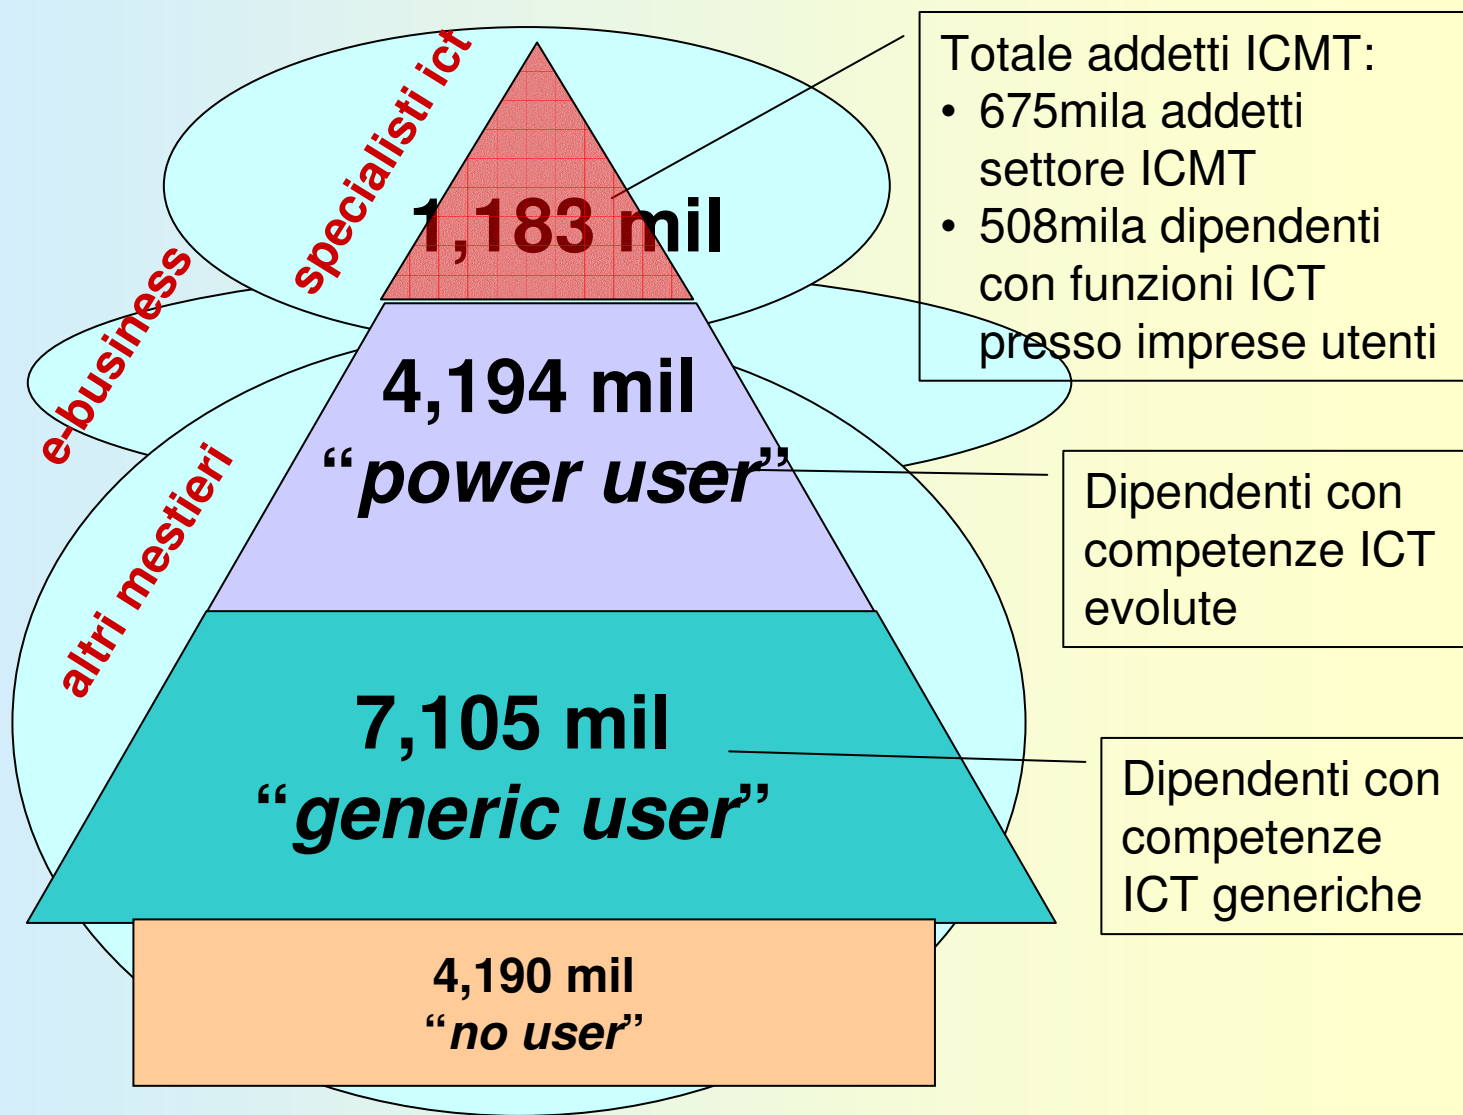 specialisti ict
e-business
altri mestieri
1,183 mil
4,194 mil
“power user”
7,105 mil
“generic user”
4,190 mil
“no user”
Totale addetti ICMT:
• 675mila addetti
settore ICMT
• 508mila dipendenti
con funzioni ICT
presso imprese utenti
Dipendenti con
competenze ICT
evolute
Dipendenti con
competenze
ICT generiche